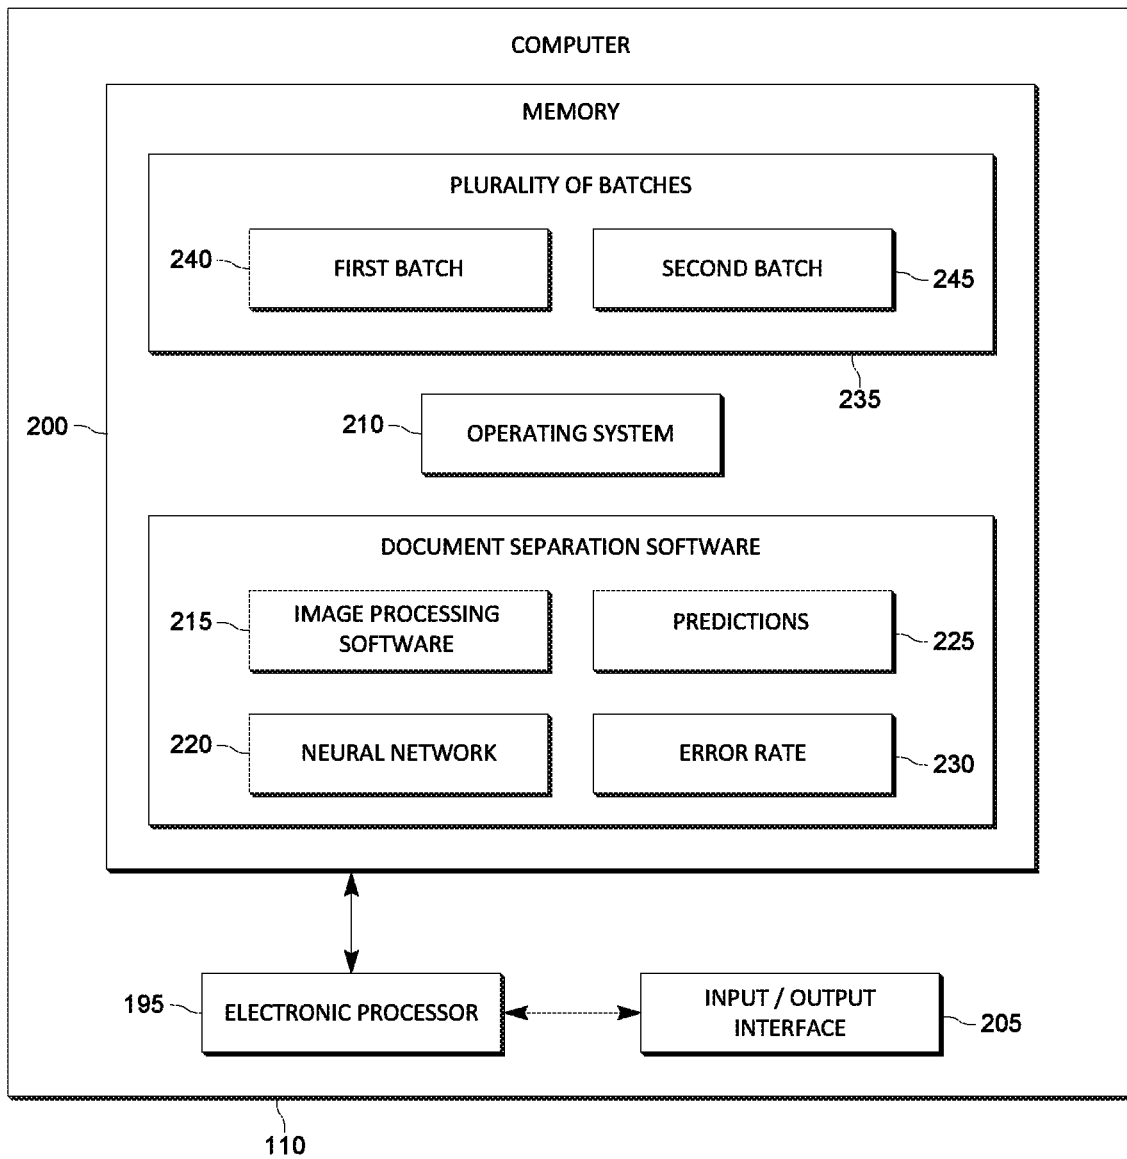 COMPUTER
MEMORY
PLURALITY OF BATCHES
240
FIRST BATCH
SECOND BATCH
245
235
200
210
OPERATING SYSTEM
DOCUMENT SEPARATION SOFTWARE
215
IMAGE PROCESSING
SOFTWARE
PREDICTIONS
225
220
NEURAL NETWORK
ERROR RATE
230
195
ELECTRONIC PROCESSOR
INPUT / OUTPUT
INTERFACE
205
110